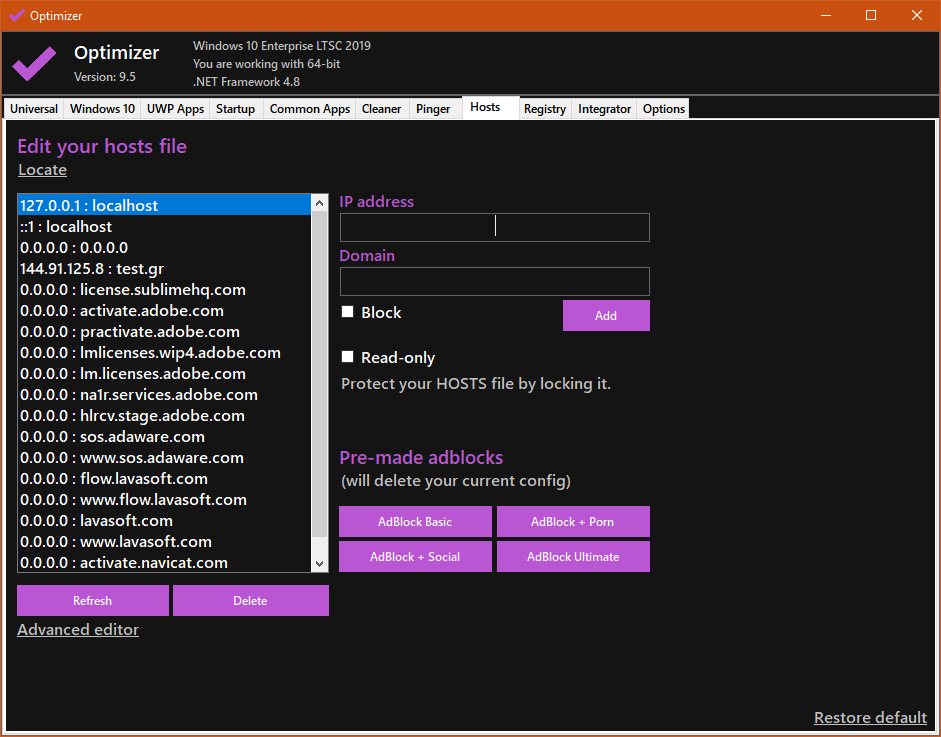 Optimizer
Optimizer
Version: 9.5
Windows 10 Enterprise LTSC 2019
You are working with 64-bit
.NET Framework 4.8
Universal Windows 10 UWP Apps Startup Common Apps Cleaner Pinger Hosts Registry Integrator Options
Edit your hosts file
Locate
127.0.0.1 : localhost
::1 : localhost
0.0.0.0 : 0.0.0.0
144.91.125.8 : test.gr
0.0.0.0 : license.sublimehq.com
0.0.0.0 : activate.adobe.com
0.0.0.0 : practivate.adobe.com
0.0.0.0 : lmlicenses.wip4.adobe.com
0.0.0.0 : lm.licenses.adobe.com
0.0.0.0 : na1r.services.adobe.com
0.0.0.0 : hlrcv.stage.adobe.com
0.0.0.0 : sos.adaware.com
0.0.0.0 : www.sos.adaware.com
0.0.0.0 : flow.lavasoft.com
0.0.0.0 : www.flow.lavasoft.com
0.0.0.0 : lavasoft.com
0.0.0.0 : www.lavasoft.com
0.0.0.0 : activate.navicat.com
Refresh Delete
Advanced editor
IP address
Domain
Block
Add
Read-only
Protect your HOSTS file by locking it.
Pre-made adblocks
(will delete your current config)
AdBlock Basic AdBlock + Porn
AdBlock + Social AdBlock Ultimate
Restore default